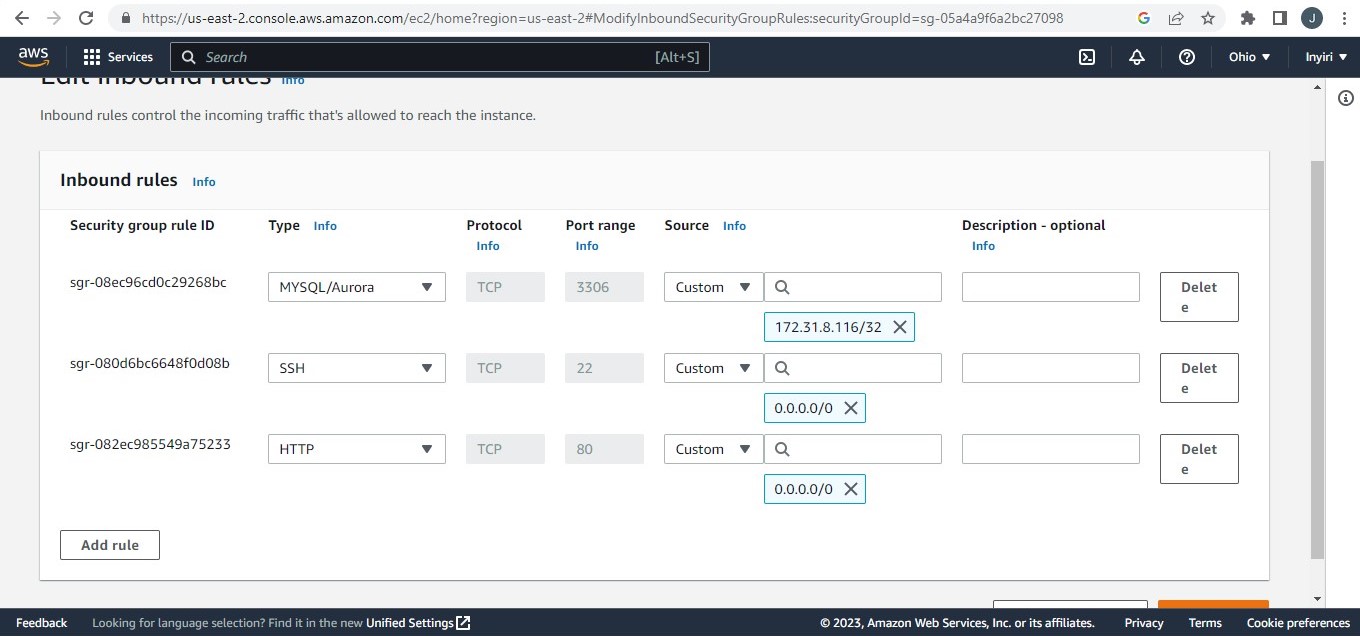 https://us-east-2.console.aws.amazon.com/ec2/home?region=us-east-2#ModifyInboundSecurityGroupRules:securityGroupId=sg-05a4a9f6a2bc27098
J
aws
Services
Search
[Alt+S]
Ohio
Inyiri
Edit inbound rules Info
Inbound rules control the incoming traffic that's allowed to reach the instance.
Inbound rules Info
Security group rule ID
Type Info
Protocol Info
Port range Info
Source Info
Description - optional Info
sgr-08ec96cd0c29268bc
MYSQL/Aurora
TCP
3306
Custom
Delet
e
172.31.8.116/32
sgr-080d6bc6648f0d08b
SSH
TCP
22
Custom
Delet
e
0.0.0.0/0
sgr-082ec985549a75233
HTTP
TCP
80
Custom
Delet
e
0.0.0.0/0
Add rule
Feedback
Looking for language selection? Find it in the new Unified Settings
© 2023, Amazon Web Services, Inc. or its affiliates.
Privacy
Terms
Cookie preferences